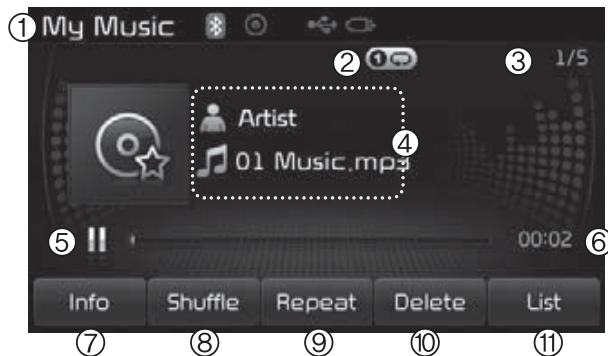 ① My Music
② ① ③ 1/5
Artist
01 Music.mp3 ④
⑤ 00:02 ⑥
Info Shuffle Repeat Delete List
⑦ ⑧ ⑨ ⑩ ⑪